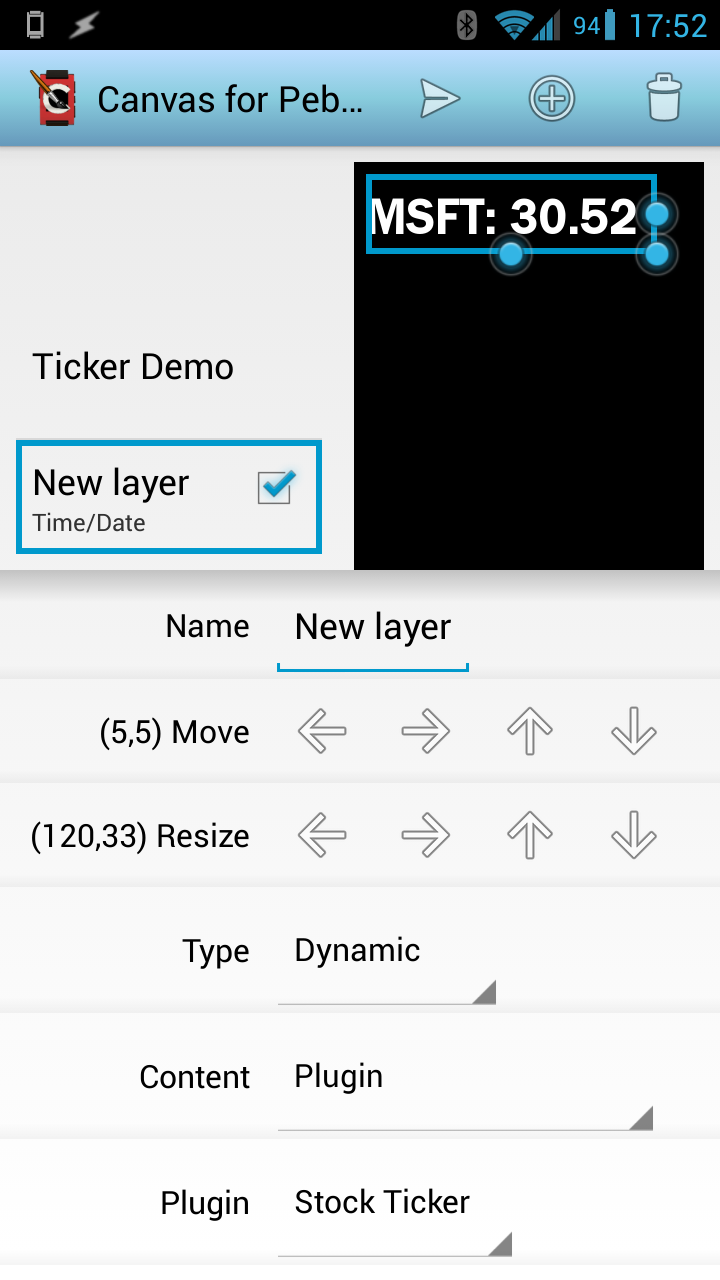 94 17:52
Canvas for Peb...
MSFT: 30.52
Ticker Demo
New layer
Time/Date
Name New layer
(5,5) Move
(120,33) Resize
Type Dynamic
Content Plugin
Plugin Stock Ticker